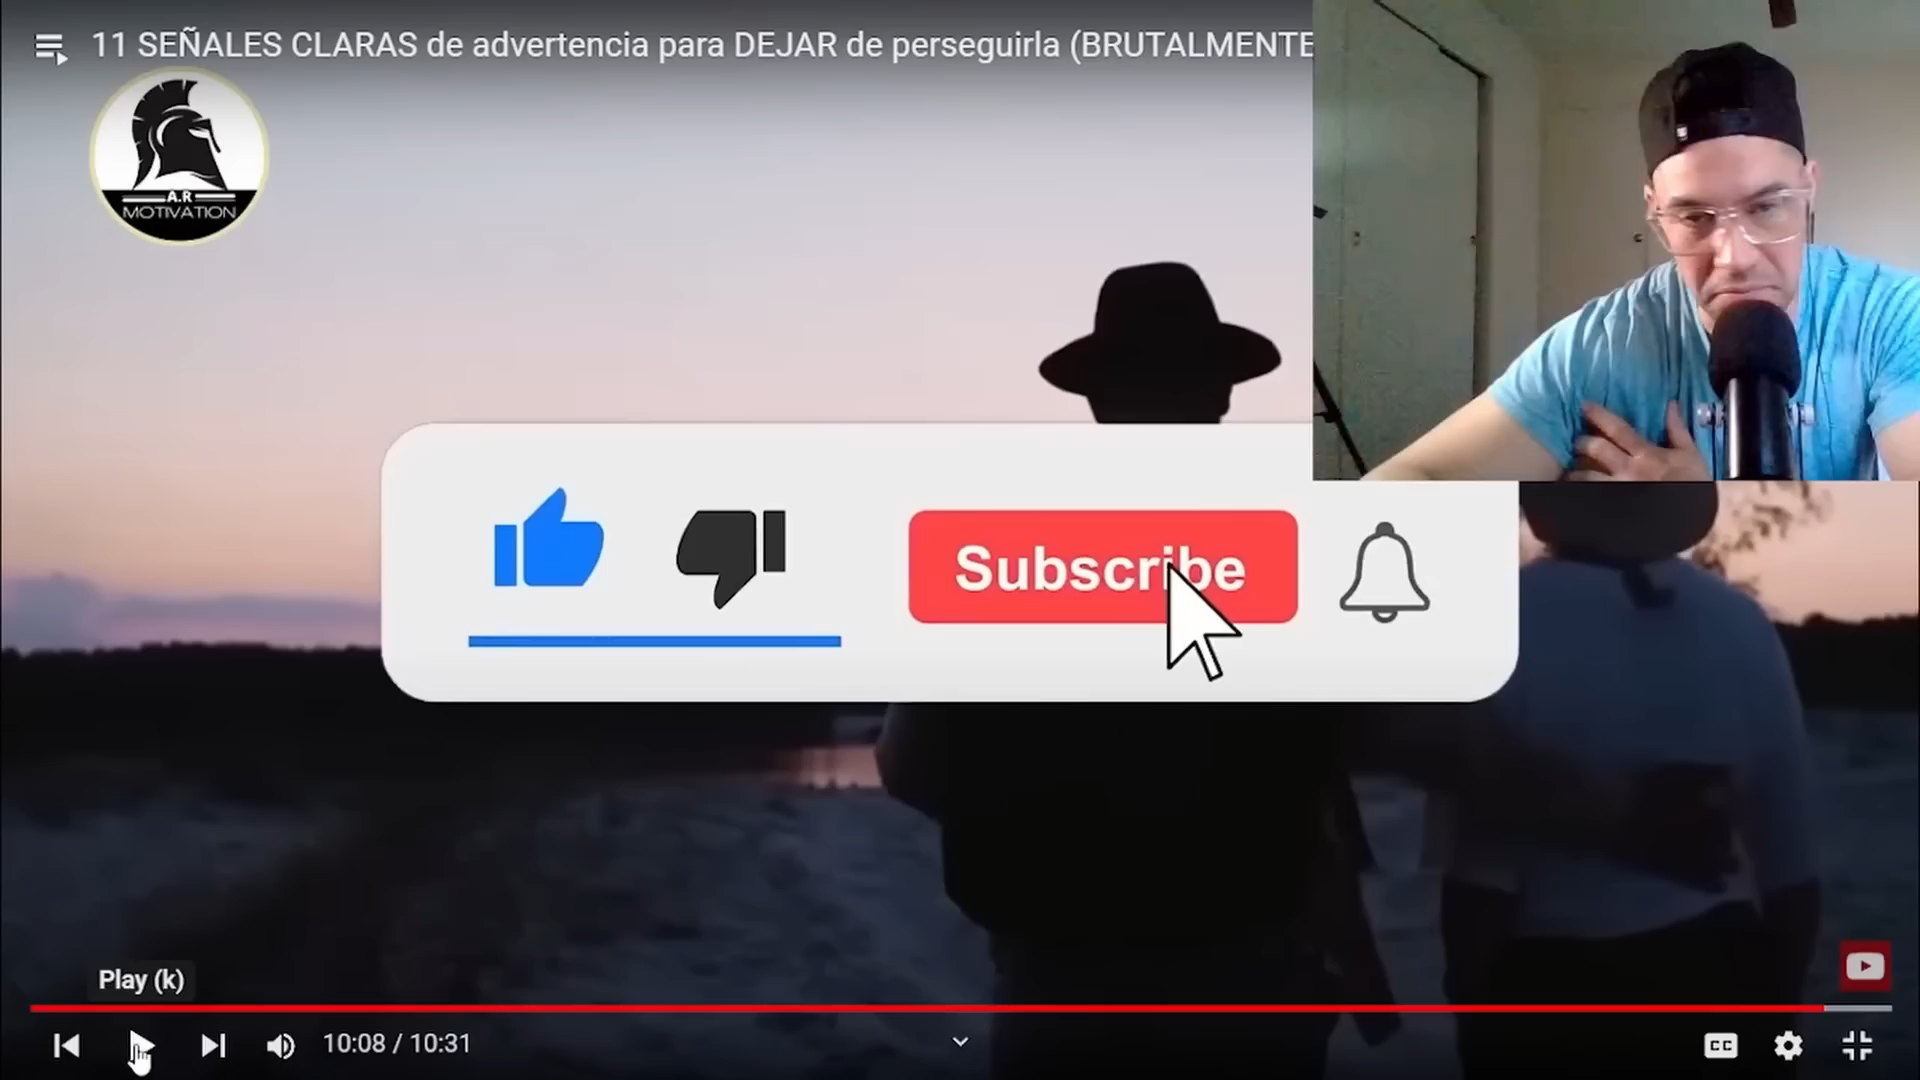 11 SEÑALES CLARAS de advertencia para DEJAR de perseguirla (BRUTALMENTE
A.R
MOTIVATION
Subscribe
Play (k)
10:08 / 10:31
CC